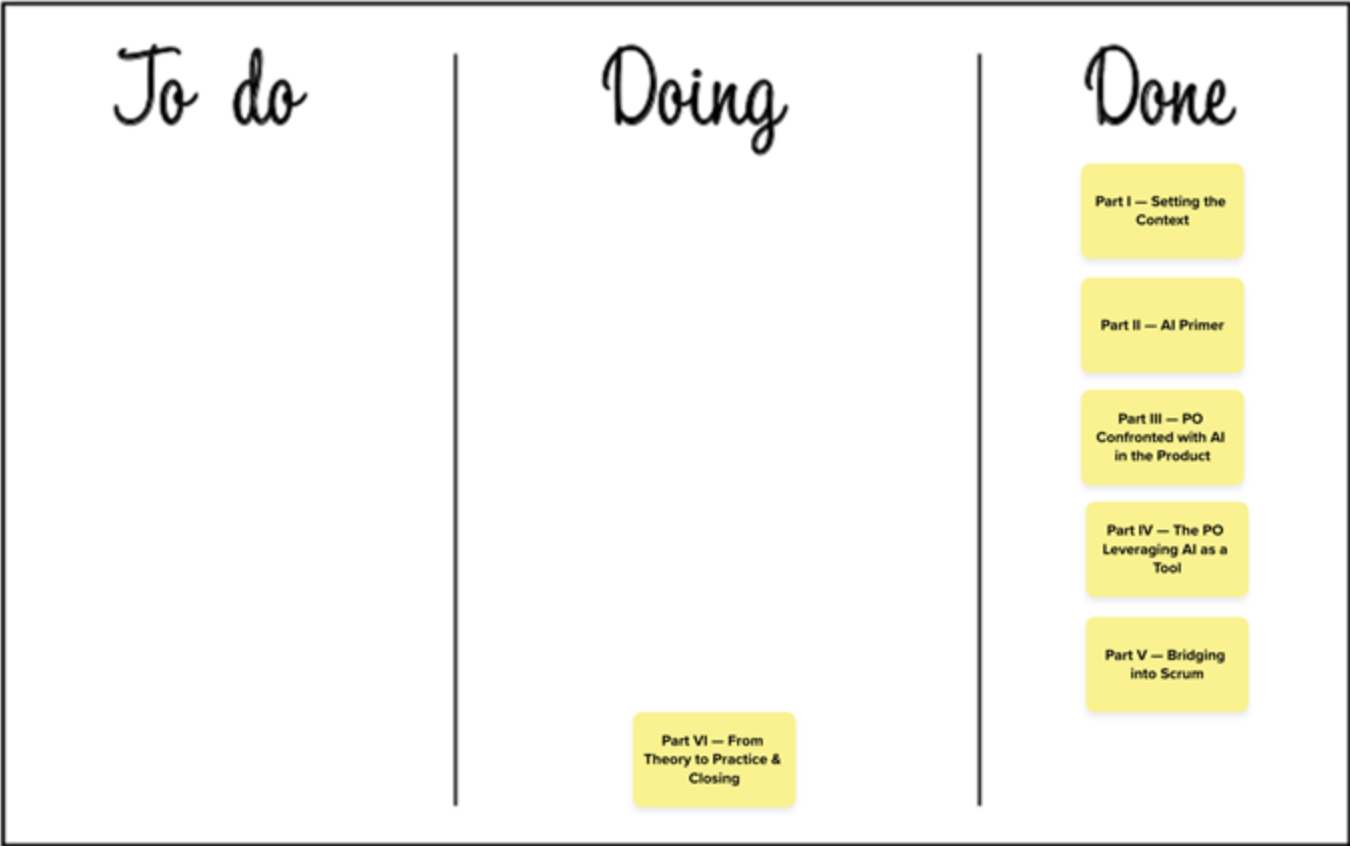 To do
Doing
Done
Part I — Setting the
Context
Part II — AI Primer
Part III — PO
Confronted with AI
in the Product
Part IV — The PO
Leveraging AI as a
Tool
Part V — Bridging
into Scrum
Part VI — From
Theory to Practice &
Closing